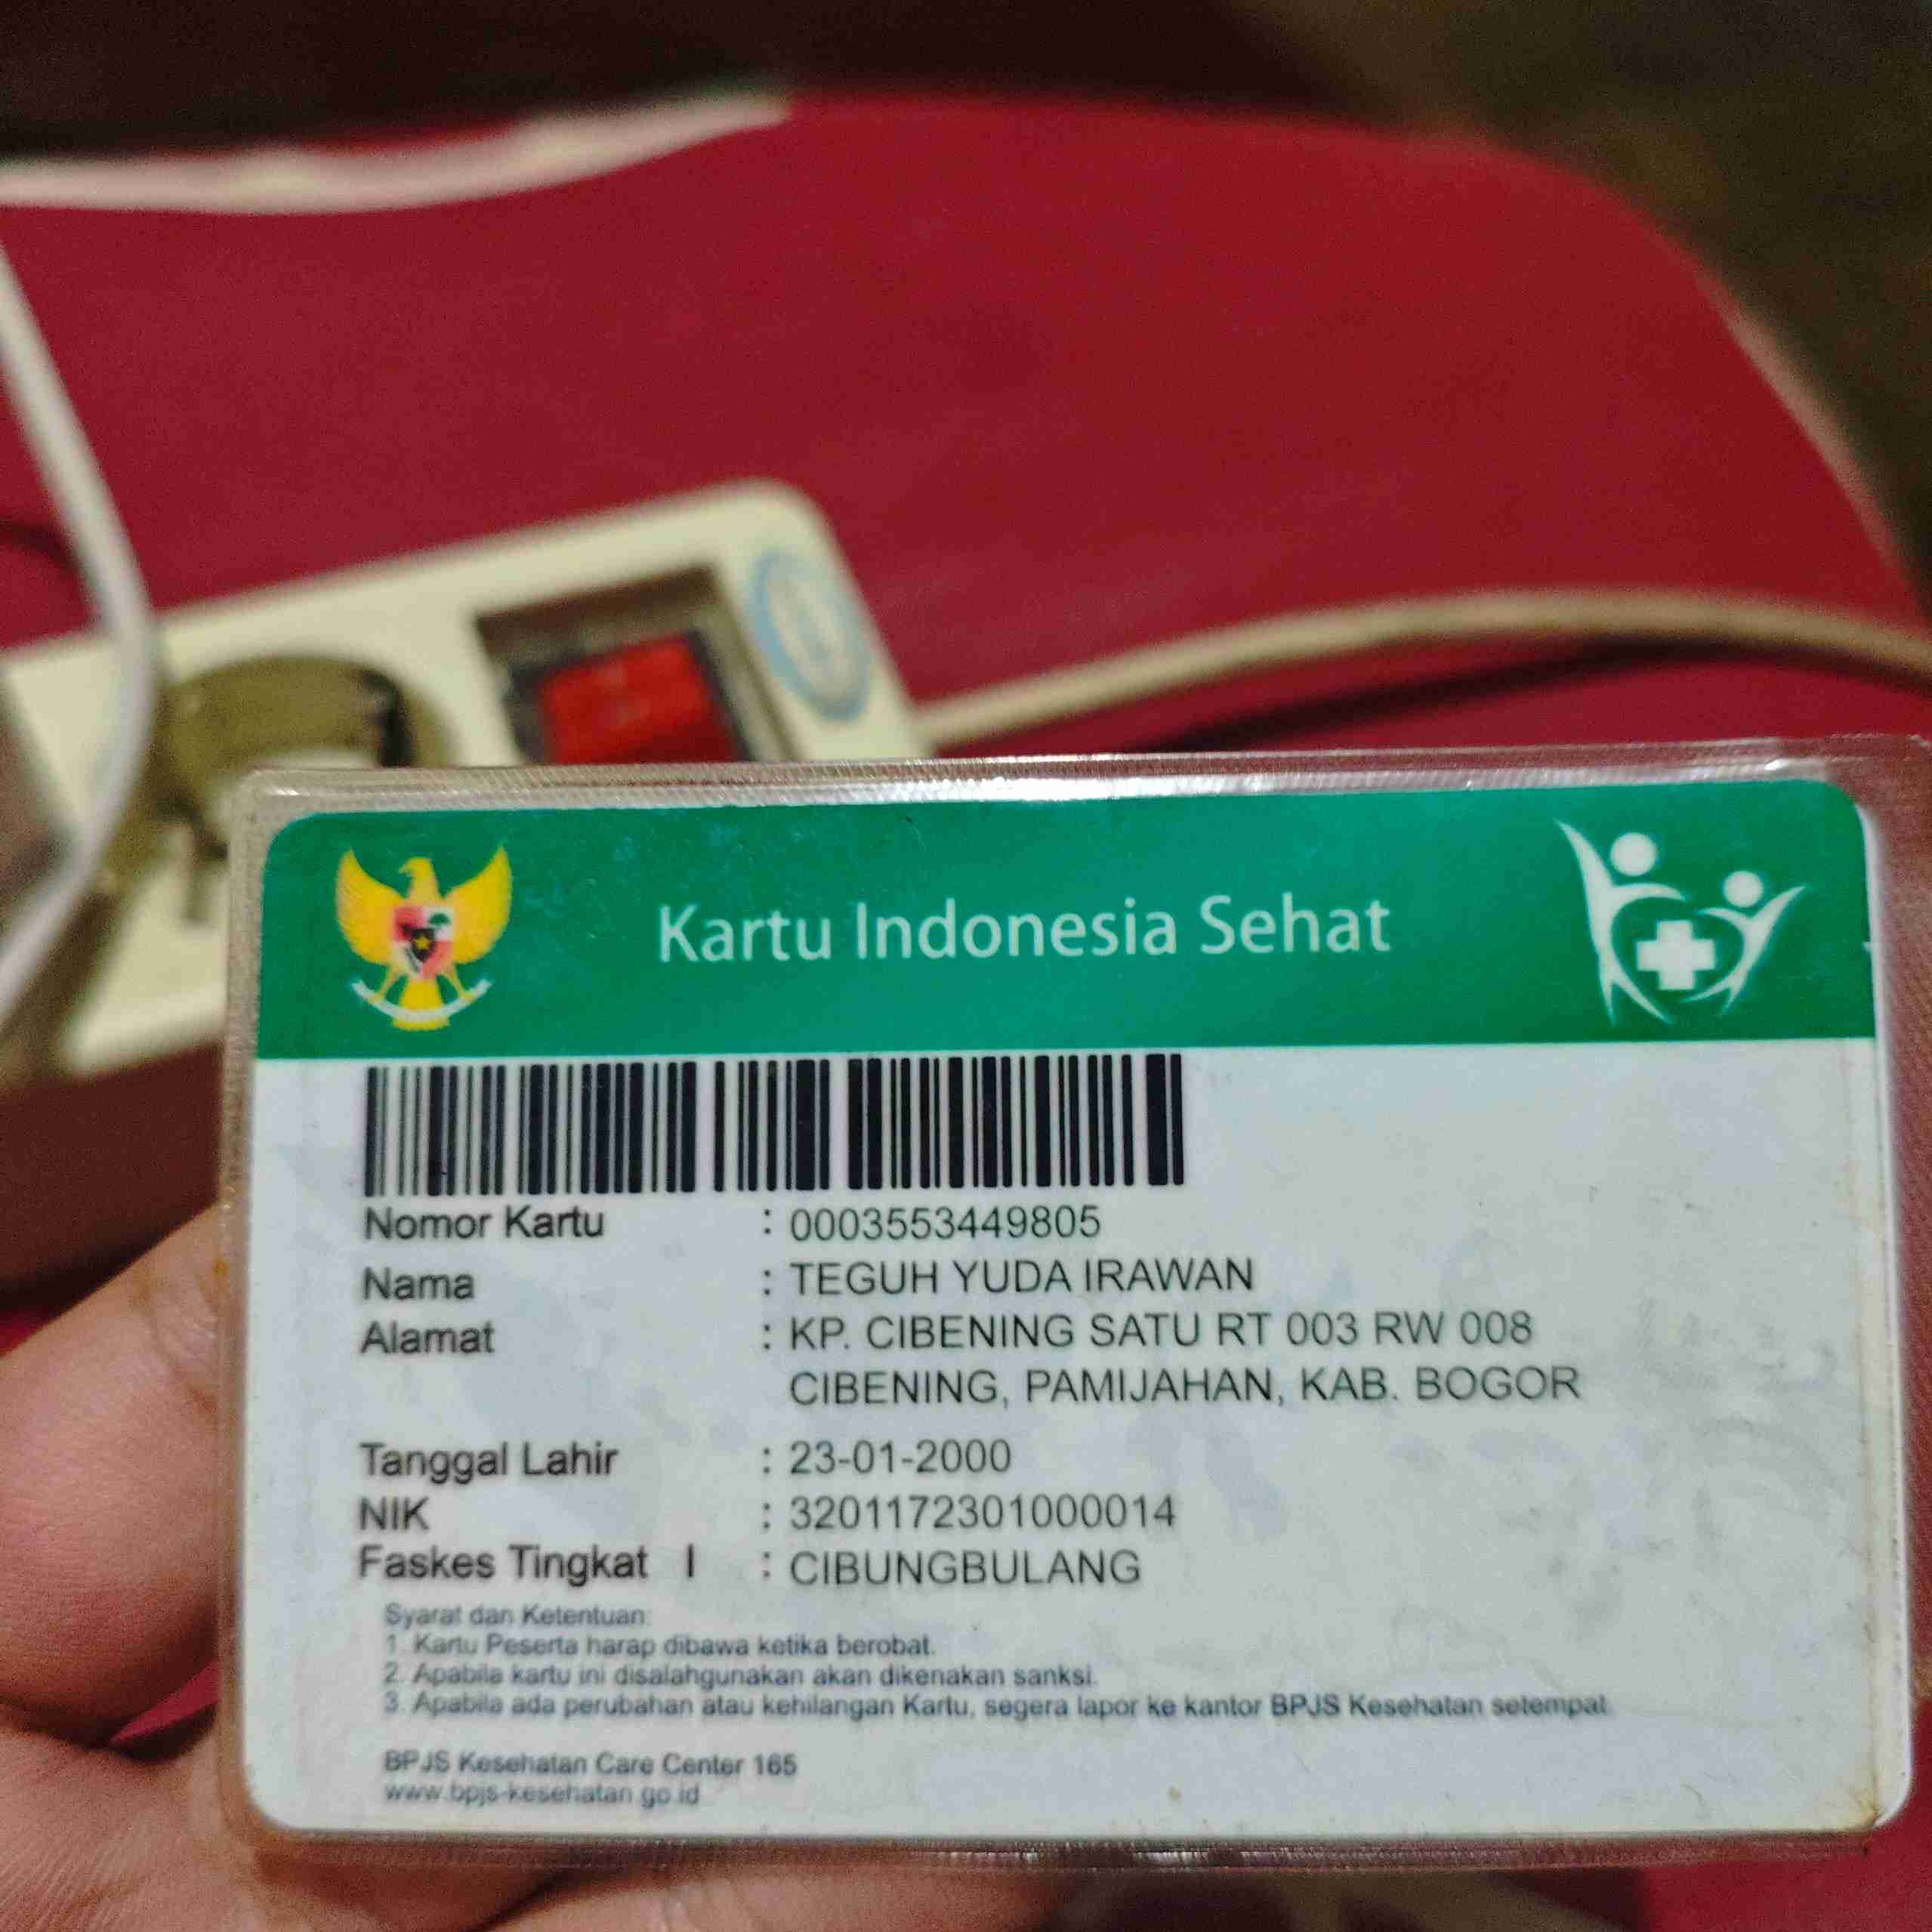 Kartu Indonesia Sehat
Nomor Kartu : 0003553449805
Nama : TEGUH YUDA IRAWAN
Alamat : KP. CIBENING SATU RT 003 RW 008
CIBENING, PAMIJAHAN, KAB. BOGOR
Tanggal Lahir : 23-01-2000
NIK : 3201172301000014
Faskes Tingkat I : CIBUNGBULANG
Syarat dan Ketentuan:
1. Kartu Peserta harap dibawa ketika berobat.
2. Apabila kartu ini disalahgunakan akan dikenakan sanksi.
3. Apabila ada perubahan atau kehilangan Kartu, segera lapor ke kantor BPJS Kesehatan setempat.
BPJS Kesehatan Care Center 165
www.bpjs-kesehatan.go.id